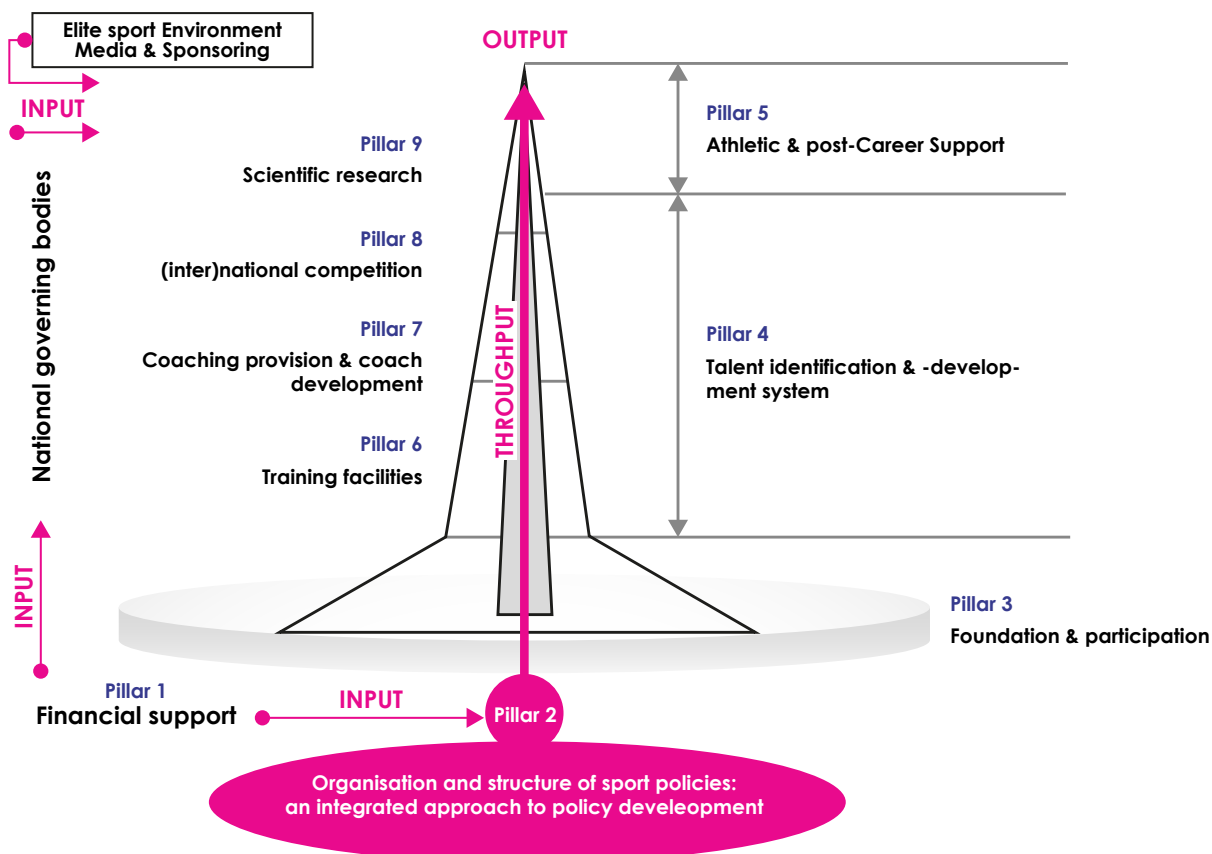 Elite sport Environment
Media & Sponsoring
OUTPUT
INPUT
National governing bodies
Pillar 9
Scientific research
Pillar 8
(inter)national competition
Pillar 7
Coaching provision & coach
development
Pillar 6
Training facilities
THROUGHPUT
Pillar 5
Athletic & post-Career Support
Pillar 4
Talent identification & -develop-
ment system
Pillar 3
Foundation & participation
INPUT
Pillar 1
Financial support
INPUT
Pillar 2
Organisation and structure of sport policies:
an integrated approach to policy develeopment